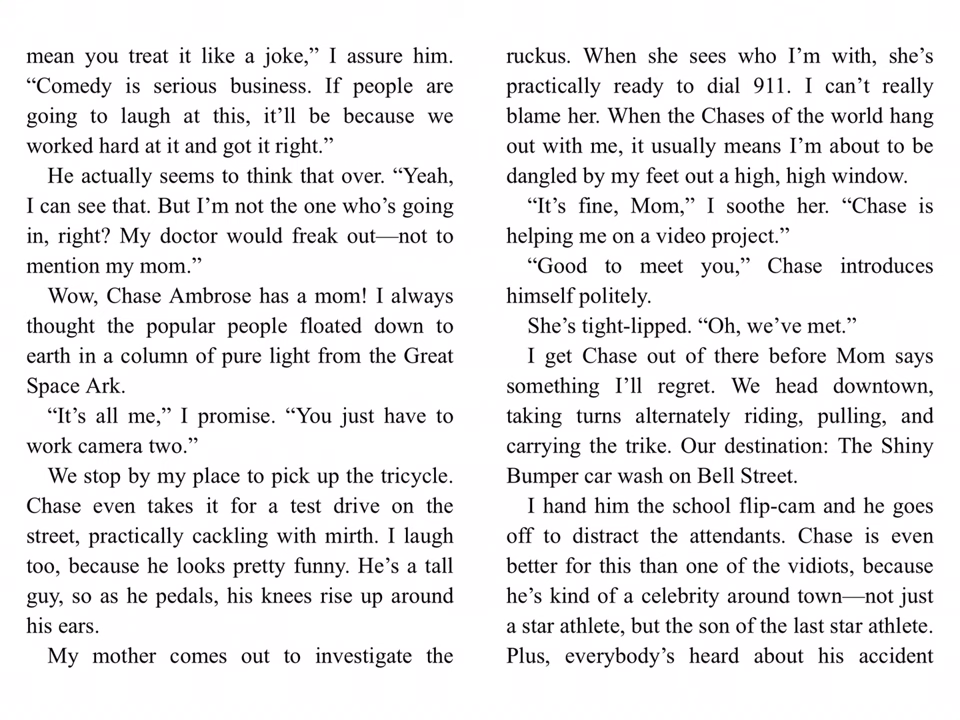 mean you treat it like a joke,” I assure him.
“Comedy is serious business. If people are
going to laugh at this, it’ll be because we
worked hard at it and got it right.”
He actually seems to think that over. “Yeah,
I can see that. But I’m not the one who’s going
in, right? My doctor would freak out—not to
mention my mom.”
Wow, Chase Ambrose has a mom! I always
thought the popular people floated down to
earth in a column of pure light from the Great
Space Ark.
“It’s all me,” I promise. “You just have to
work camera two.”
We stop by my place to pick up the tricycle.
Chase even takes it for a test drive on the
street, practically cackling with mirth. I laugh
too, because he looks pretty funny. He’s a tall
guy, so as he pedals, his knees rise up around
his ears.
My mother comes out to investigate the
ruckus. When she sees who I’m with, she’s
practically ready to dial 911. I can’t really
blame her. When the Chases of the world hang
out with me, it usually means I’m about to be
dangled by my feet out a high, high window.
“It’s fine, Mom,” I soothe her. “Chase is
helping me on a video project.”
“Good to meet you,” Chase introduces
himself politely.
She’s tight-lipped. “Oh, we’ve met.”
I get Chase out of there before Mom says
something I’ll regret. We head downtown,
taking turns alternately riding, pulling, and
carrying the trike. Our destination: The Shiny
Bumper car wash on Bell Street.
I hand him the school flip-cam and he goes
off to distract the attendants. Chase is even
better for this than one of the vidiots, because
he’s kind of a celebrity around town—not just
a star athlete, but the son of the last star athlete.
Plus, everybody’s heard about his accident